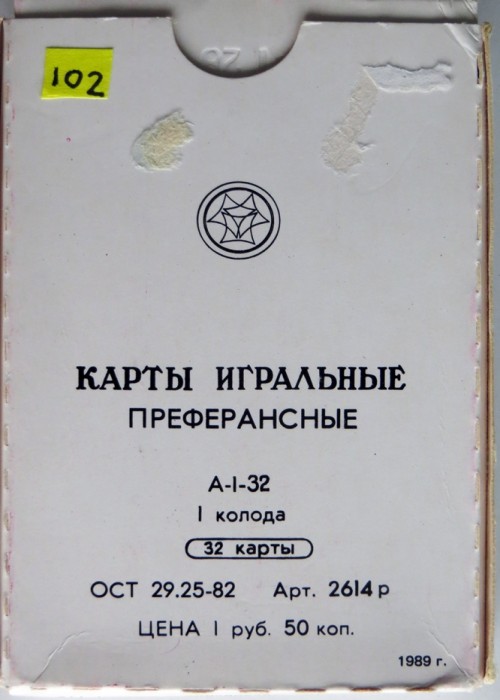 102
КАРТЫ ИГРАЛЬНЫЕ
ПРЕФЕРАНСНЫЕ
А-I-32
I колода
32 карты
ОСТ 29.25-82 Арт. 2614 р
ЦЕНА I руб. 50 коп.
1989 г.